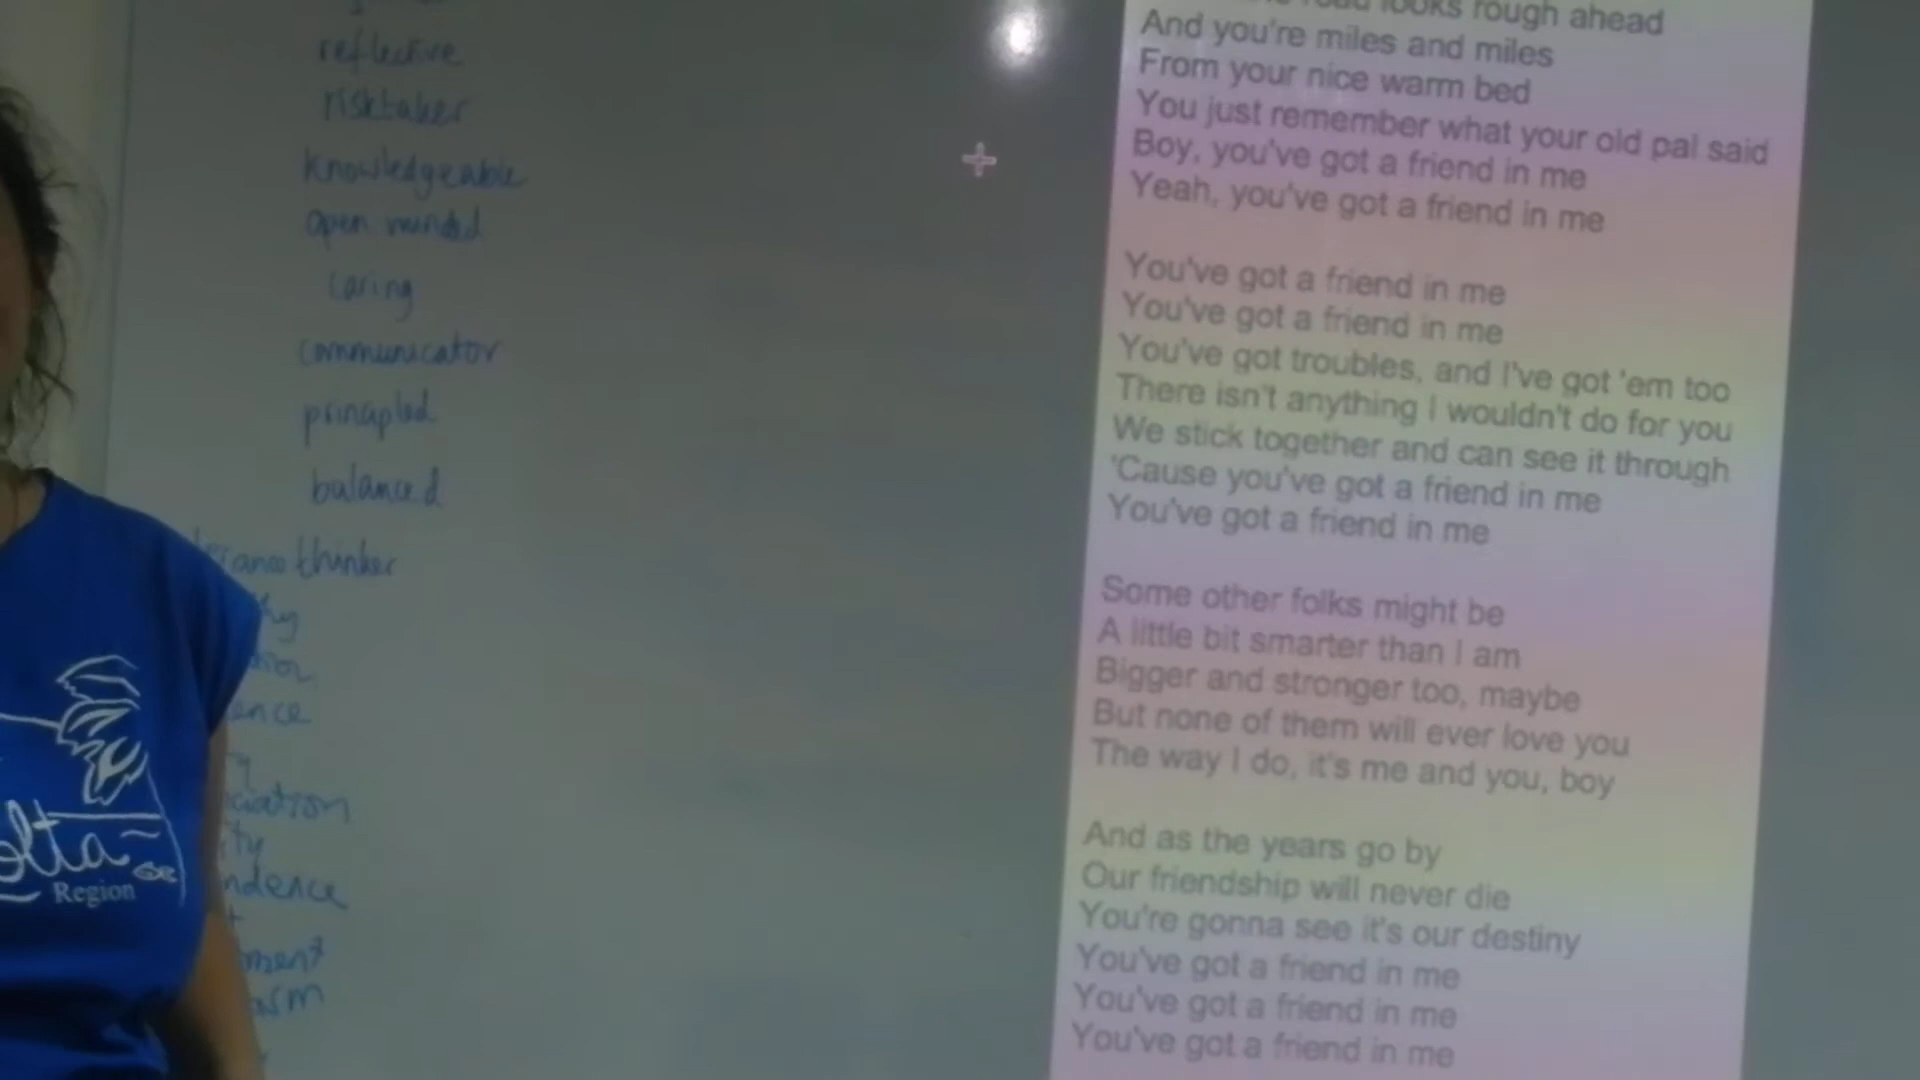 reflective
risktaker
knowledgeable
open minded
caring
communicator
principled
balanced
thinker
Region
looks rough ahead
And you're miles and miles
From your nice warm bed
You just remember what your old pal said
Boy, you've got a friend in me
Yeah, you've got a friend in me
You've got a friend in me
You've got a friend in me
You've got troubles, and I've got 'em too
There isn't anything I wouldn't do for you
We stick together and can see it through
'Cause you've got a friend in me
You've got a friend in me
Some other folks might be
A little bit smarter than I am
Bigger and stronger too, maybe
But none of them will ever love you
The way I do, it's me and you, boy
And as the years go by
Our friendship will never die
You're gonna see it's our destiny
You've got a friend in me
You've got a friend in me
You've got a friend in me